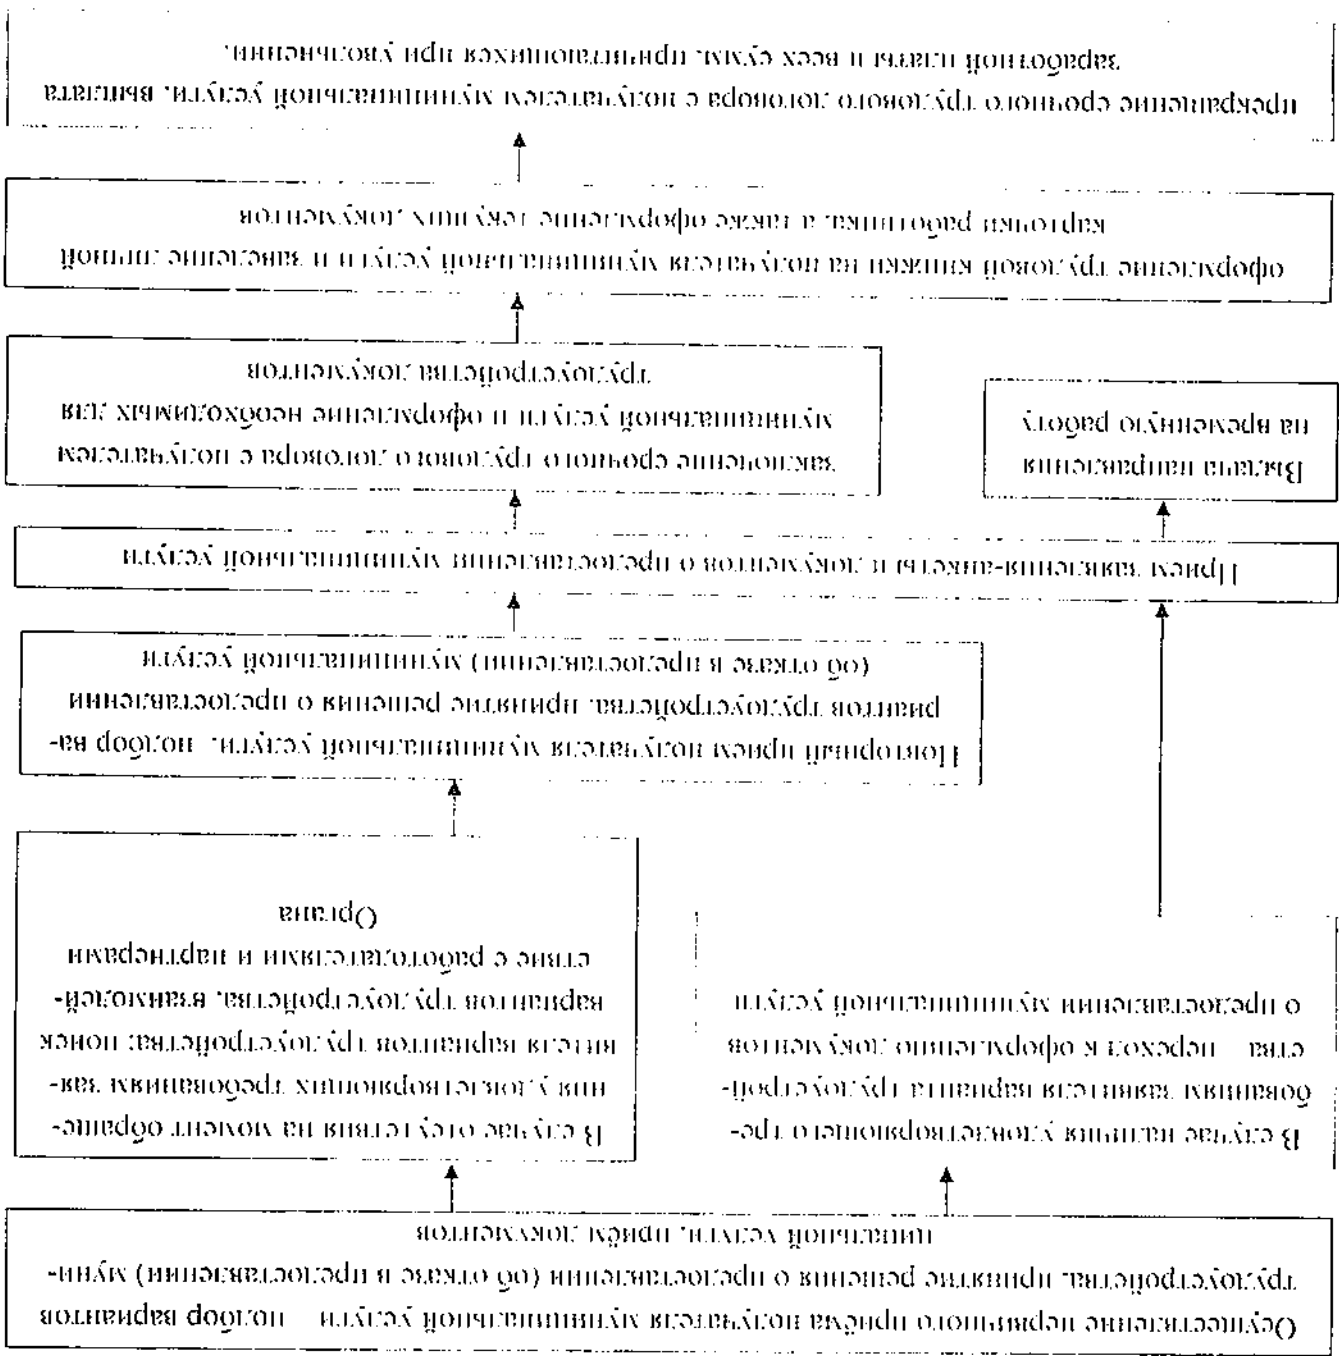 Осуществление первичного приёма получателя муниципальной услуги подбор вариантов
трудоустройства, принятие решения о предоставлении (об отказе в предоставлении) муни-
ципальной услуги, приём документов
В случае наличия удовлетворяющего тре-
бованиям заявителя варианта трудоустрой-
ства переход к оформлению документов
о предоставлении муниципальной услуги
В случае отсутствия на момент обраще-
ния удовлетворяющих требованиям зая-
вителя вариантов трудоустройства: поиск
вариантов трудоустройства, взаимодей-
ствие с работодателями и партнерами
Органа
Повторный прием получателя муниципальной услуги: подбор ва-
риантов трудоустройства, принятие решения о предоставлении
(об отказе в предоставлении) муниципальной услуги
Прием заявления-анкеты и документов о предоставлении муниципальной услуги
Выдача направления
на временную работу
заключение срочного трудового договора с получателем
муниципальной услуги и оформление необходимых для
трудоустройства документов
оформление трудовой книжки на получателя муниципальной услуги и заведение личной
карточки работника, а также оформление текущих документов
прекращение срочного трудового договора с получателем муниципальной услуги, выплата
заработной платы и всех сумм, причитающихся при увольнении.